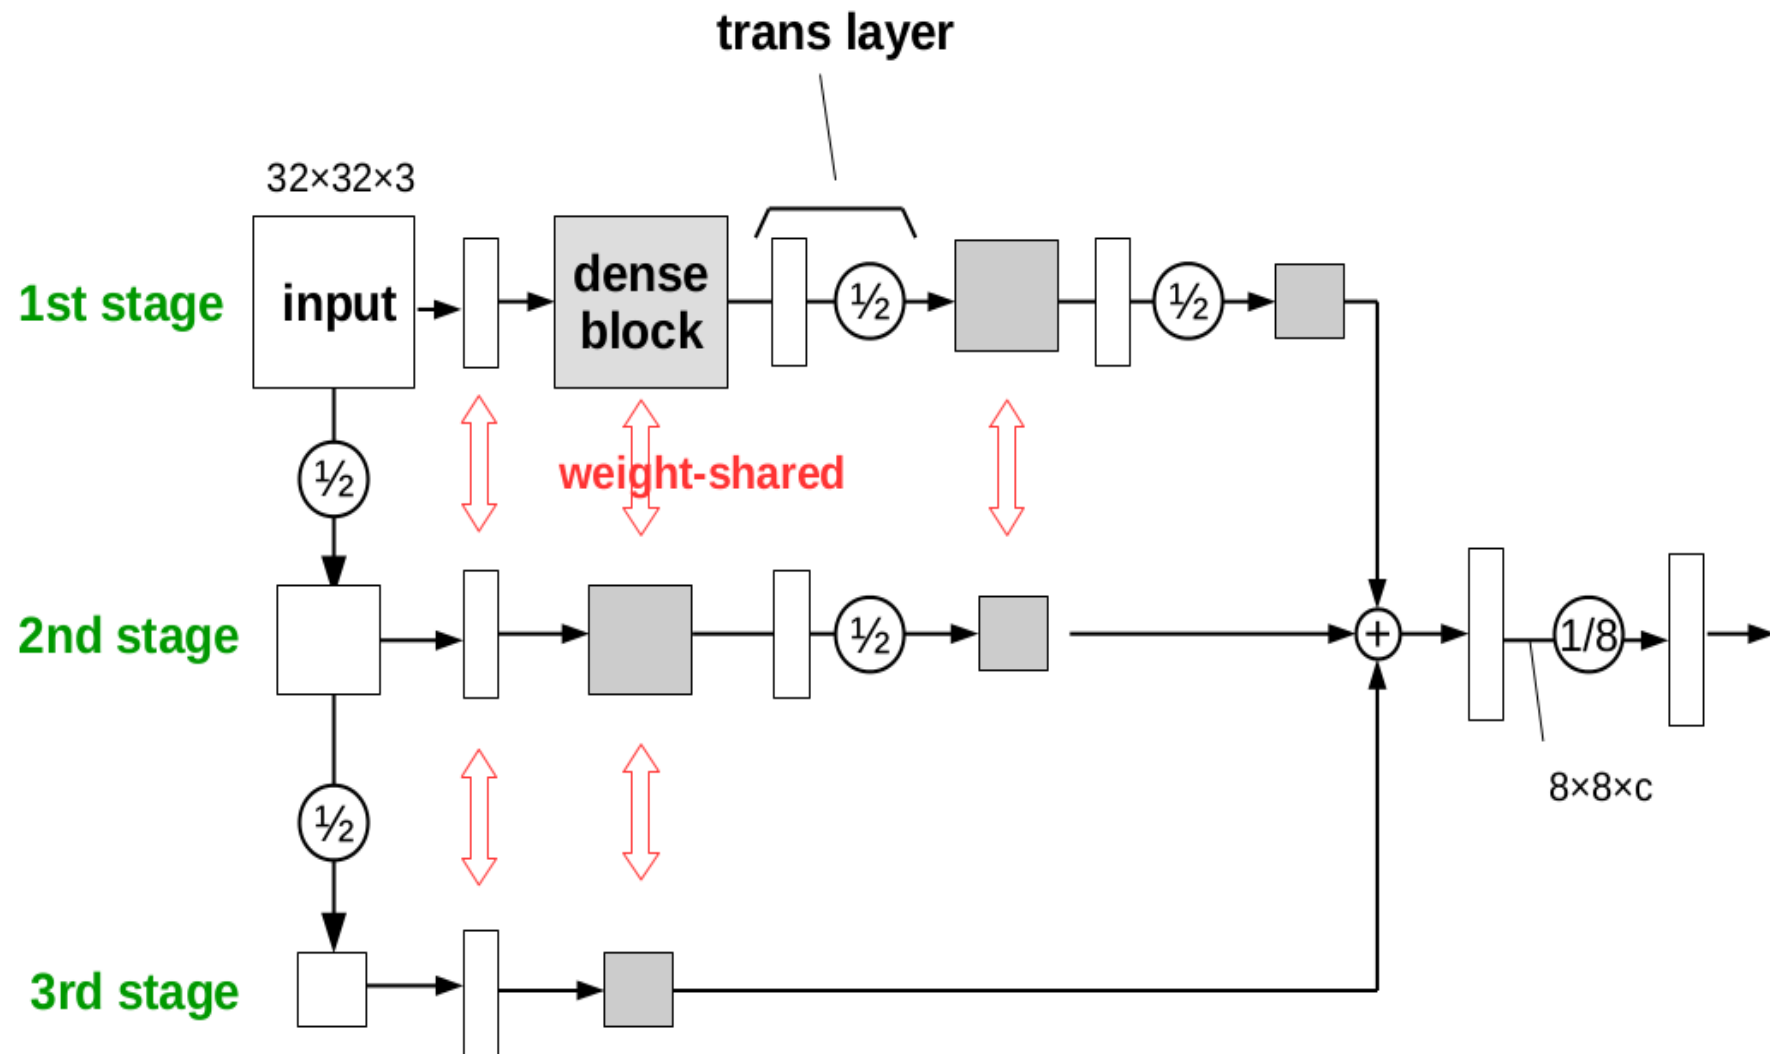 trans layer
32×32×3
1st stage
input
dense
block
½
½
½
weight-shared
2nd stage
½
+
1/8
8×8×c
½
3rd stage